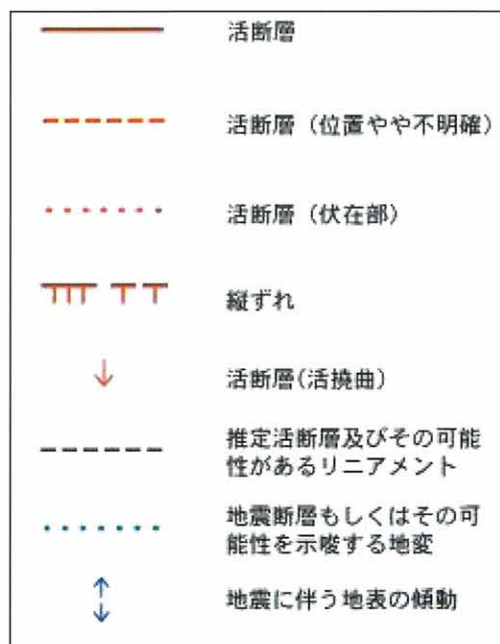 活断層
活断層（位置やや不明確）
活断層（伏在部）
縦ずれ
活断層(活撓曲)
推定活断層及びその可能
性があるリニアメント
地震断層もしくはその可
能性を示唆する地変
地震に伴う地表の傾動